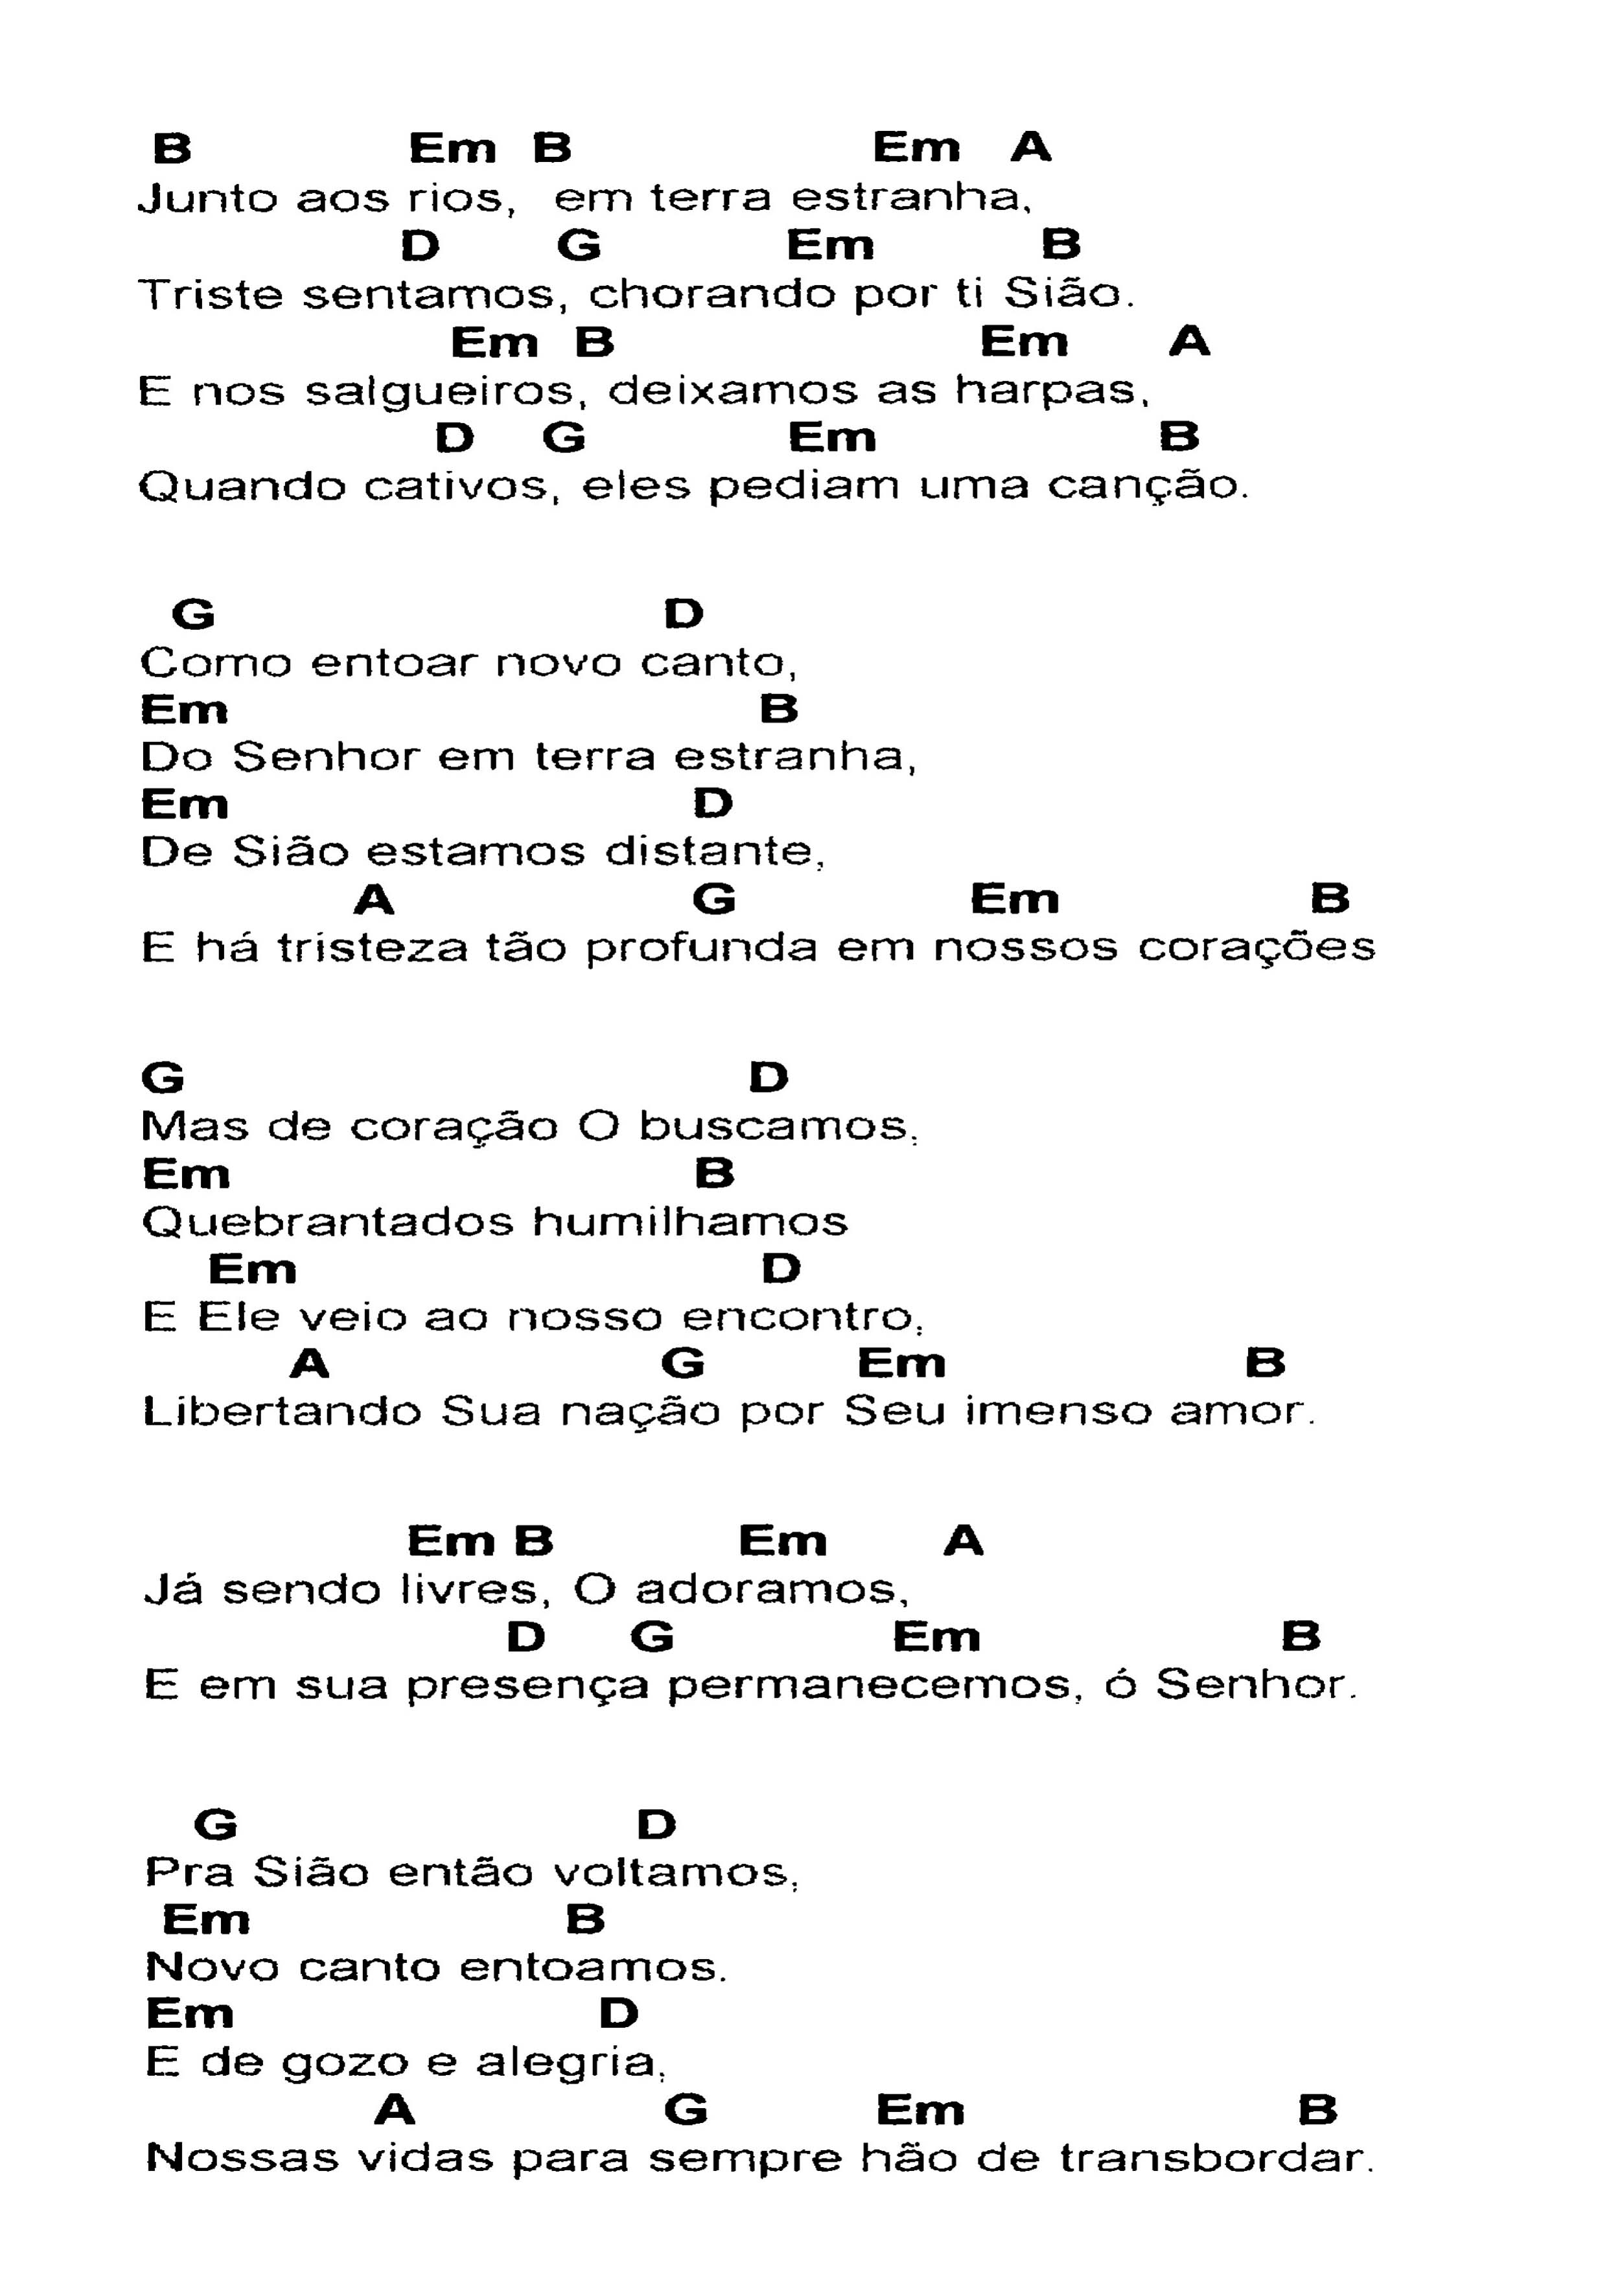 B Em B Em A
Junto aos rios, em terra estranha,
D G Em B
Triste sentamos, chorando por ti Sião.
Em B Em A
E nos salgueiros, deixamos as harpas,
D G Em B
Quando cativos, eles pediam uma canção.
G D
Como entoar novo canto,
Em B
Do Senhor em terra estranha,
Em D
De Sião estamos distante,
A G Em B
E há tristeza tão profunda em nossos corações
G D
Mas de coração O buscamos,
Em B
Quebrantados humilhamos
Em D
E Ele veio ao nosso encontro,
A G Em B
Libertando Sua nação por Seu imenso amor.
Em B Em A
Já sendo livres, O adoramos,
D G Em B
E em sua presença permanecemos, ó Senhor.
G D
Pra Sião então voltamos,
Em B
Novo canto entoamos.
Em D
E de gozo e alegria,
A G Em B
Nossas vidas para sempre hão de transbordar.